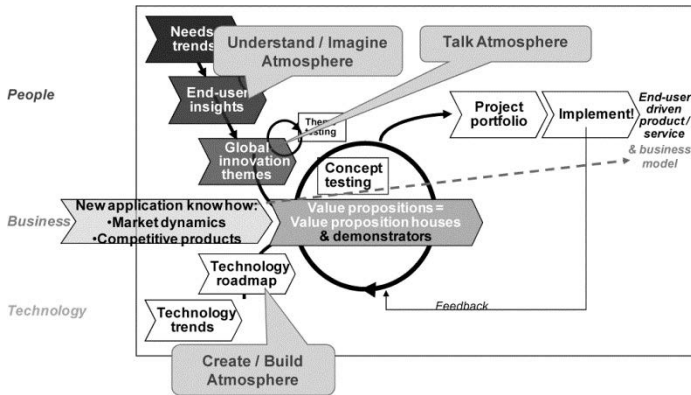 Needs
trends
Understand / Imagine
Atmosphere
Talk Atmosphere
People
End-user
insights
testing
Global
innovation
themes
Concept
testing
Project
portfolio
Implement!
End-user
driven
product /
service
& business
model
Business
New application know how:
•Market dynamics
•Competitive products
Value propositions =
Value proposition houses
& demonstrators
Technology
roadmap
Technology
Technology
trends
Feedback
Create / Build
Atmosphere